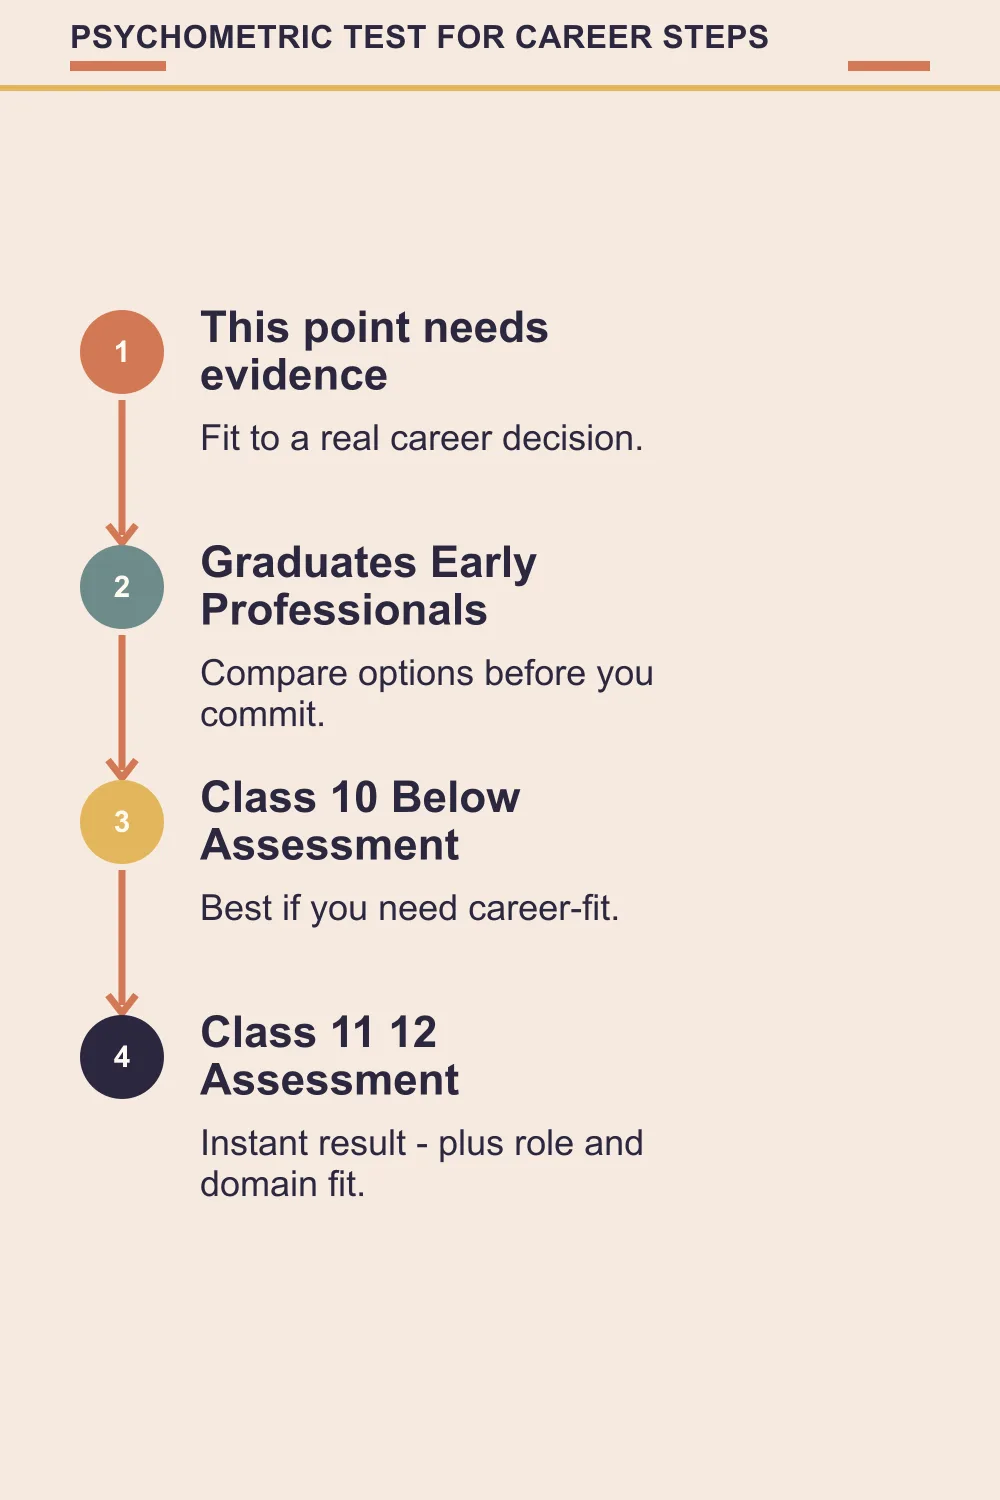 PSYCHOMETRIC TEST FOR CAREER STEPS
1
This point needs
evidence
Fit to a real career decision.
2
Graduates Early
Professionals
Compare options before you
commit.
3
Class 10 Below
Assessment
Best if you need career-fit.
4
Class 11 12
Assessment
Instant result - plus role and
domain fit.